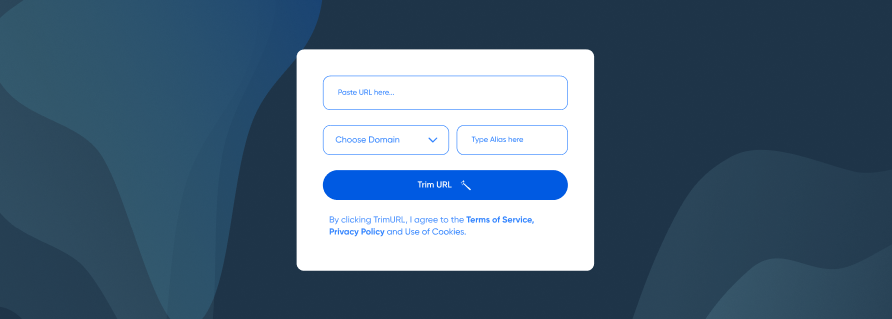 Paste URL here...
Choose Domain
Type Alias here
Trim URL
By clicking TrimURL, I agree to the Terms of Service,
Privacy Policy and Use of Cookies.